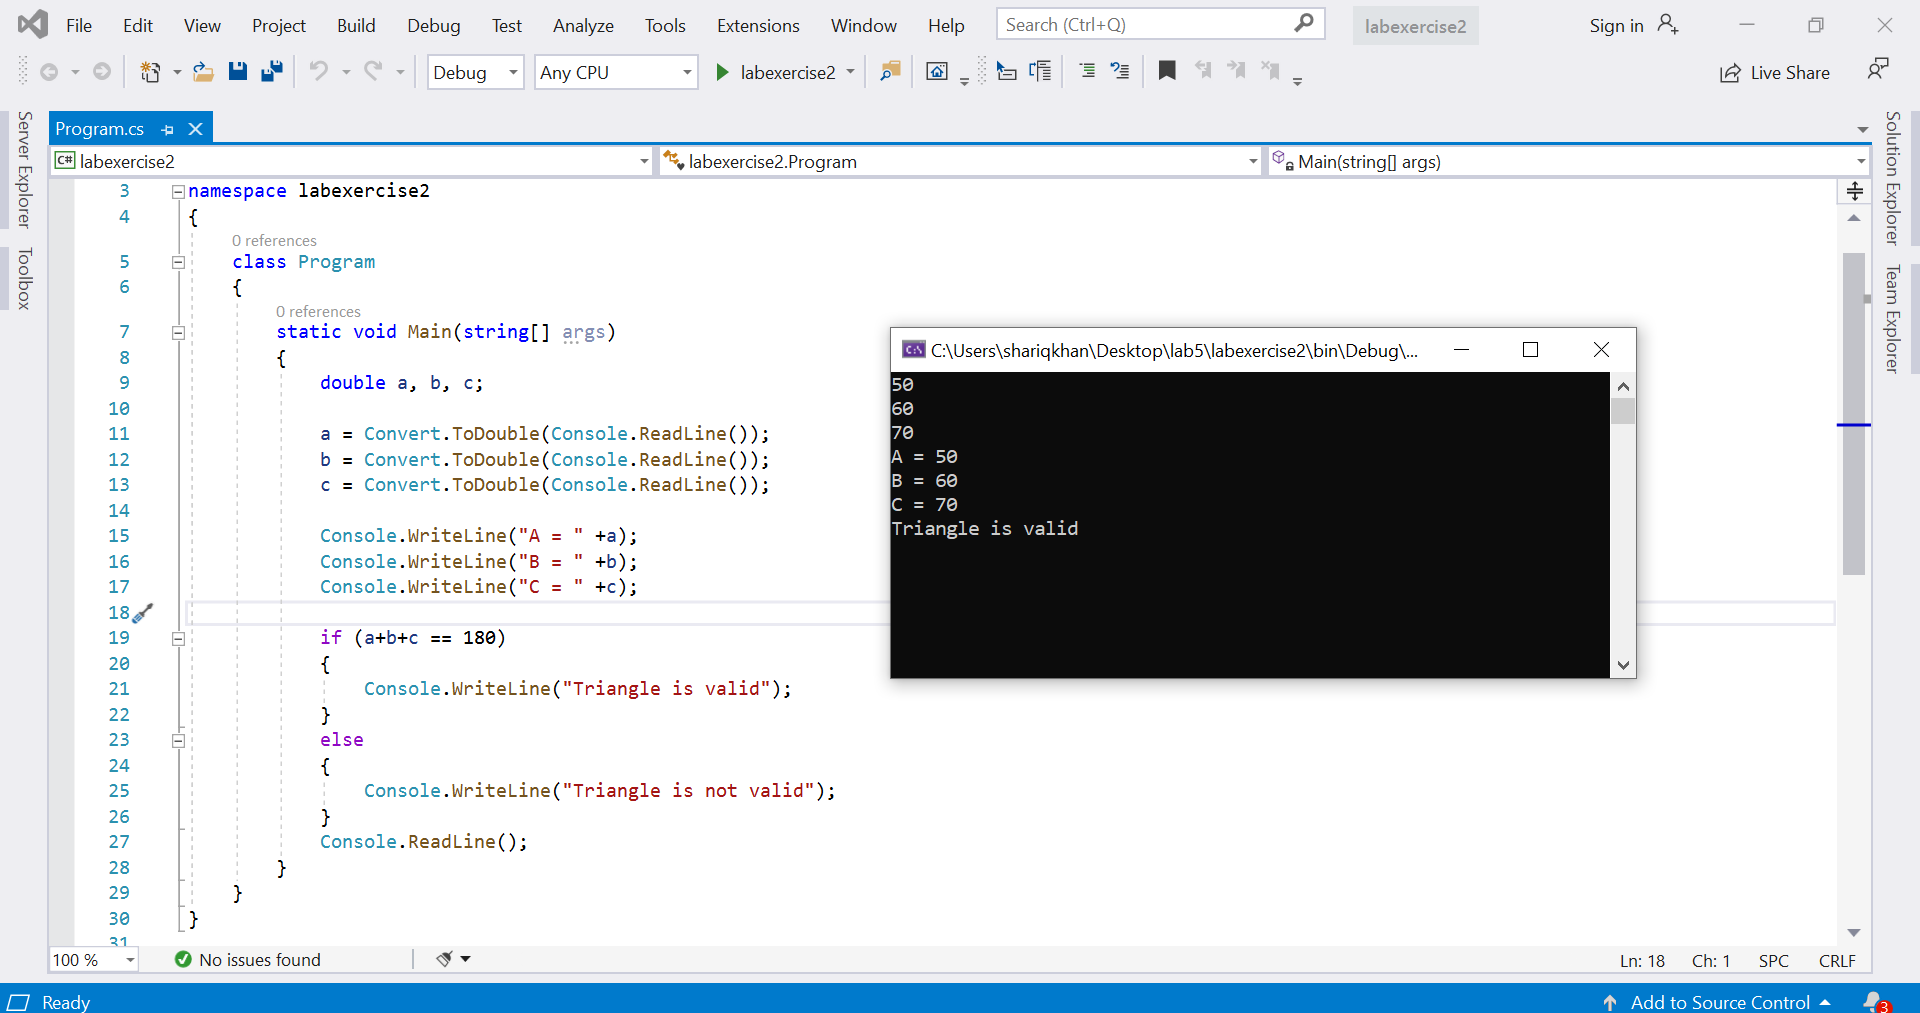 File Edit View Project Build Debug Test Analyze Tools Extensions Window Help Search (Ctrl+Q) labexercise2 Sign in
Debug Any CPU labexercise2 Live Share
Server Explorer
Toolbox
Program.cs
labexercise2 labexercise2.Program Main(string[] args)
3 namespace labexercise2
4 {
0 references
5 class Program
6 {
0 references
7 static void Main(string[] args)
8 {
9 double a, b, c;
10
11 a = Convert.ToDouble(Console.ReadLine());
12 b = Convert.ToDouble(Console.ReadLine());
13 c = Convert.ToDouble(Console.ReadLine());
14
15 Console.WriteLine("A = " +a);
16 Console.WriteLine("B = " +b);
17 Console.WriteLine("C = " +c);
18
19 if (a+b+c == 180)
20 {
21 Console.WriteLine("Triangle is valid");
22 }
23 else
24 {
25 Console.WriteLine("Triangle is not valid");
26 }
27 Console.ReadLine();
28 }
29 }
30 }
31
C:\Users\shariqkhan\Desktop\lab5\labexercise2\bin\Debug\...
50
60
70
A = 50
B = 60
C = 70
Triangle is valid
Solution Explorer
Team Explorer
100 % No issues found Ln: 18 Ch: 1 SPC CRLF
Ready Add to Source Control 3